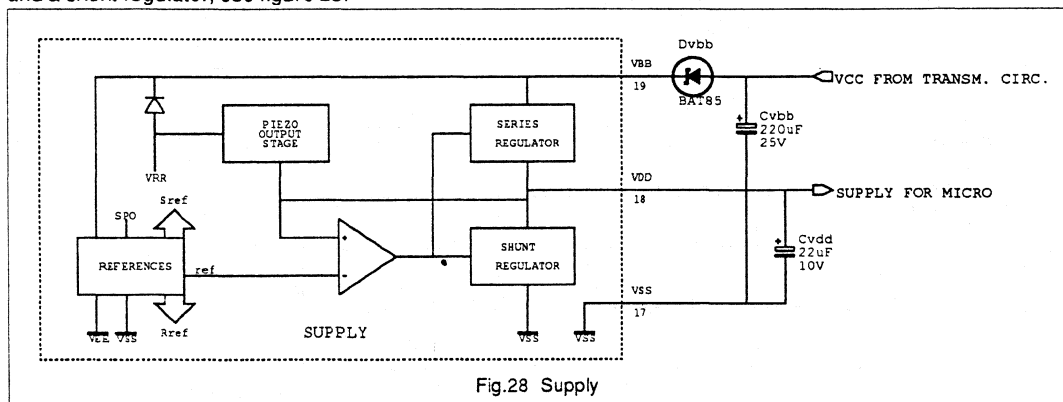 and a shunt regulator, see figure 28.
VBB
19
Dvbb
BAT85
VCC FROM TRANSM. CIRC.
Cvbb
220uF
25V
PIEZO
OUTPUT
STAGE
SERIES
REGULATOR
VRR
VDD
18
SUPPLY FOR MICRO
Sref
SPO
REFERENCES
ref
+
-
SHUNT
REGULATOR
Cvdd
22uF
10V
VSS
17
VEE
VSS
Rref
SUPPLY
VSS
VSS
Fig.28 Supply